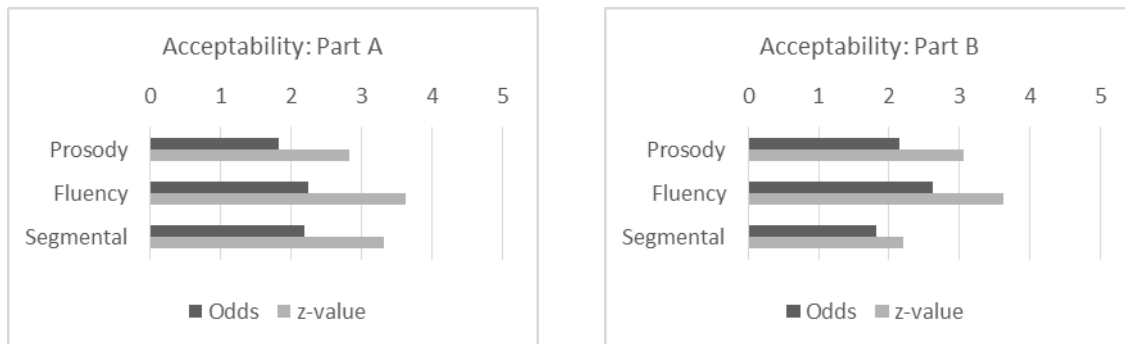 Acceptability: Part A
0 1 2 3 4 5
Prosody
Fluency
Segmental
Odds z-value
Acceptability: Part B
0 1 2 3 4 5
Prosody
Fluency
Segmental
Odds z-value